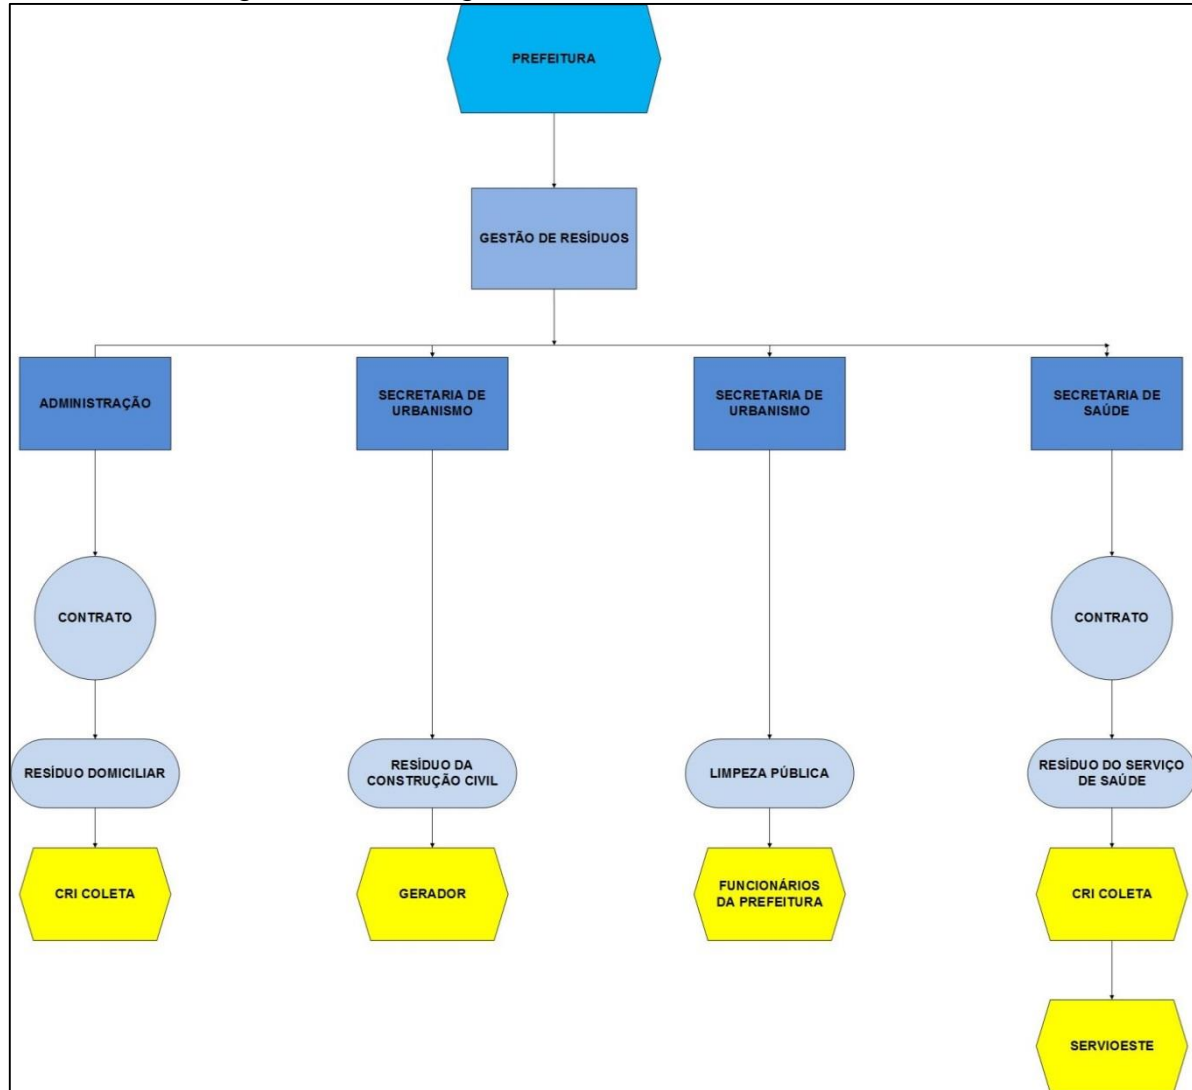 PREFEITURA
GESTÃO DE RESÍDUOS
ADMINISTRAÇÃO
SECRETARIA DE
URBANISMO
SECRETARIA DE
URBANISMO
SECRETARIA DE
SAÚDE
CONTRATO
CONTRATO
RESÍDUO DOMICILIAR
RESÍDUO DA
CONSTRUÇÃO CIVIL
LIMPEZA PÚBLICA
RESÍDUO DO SERVIÇO
DE SAÚDE
CRI COLETA
GERADOR
FUNCIONÁRIOS
DA PREFEITURA
CRI COLETA
SERVIOESTE